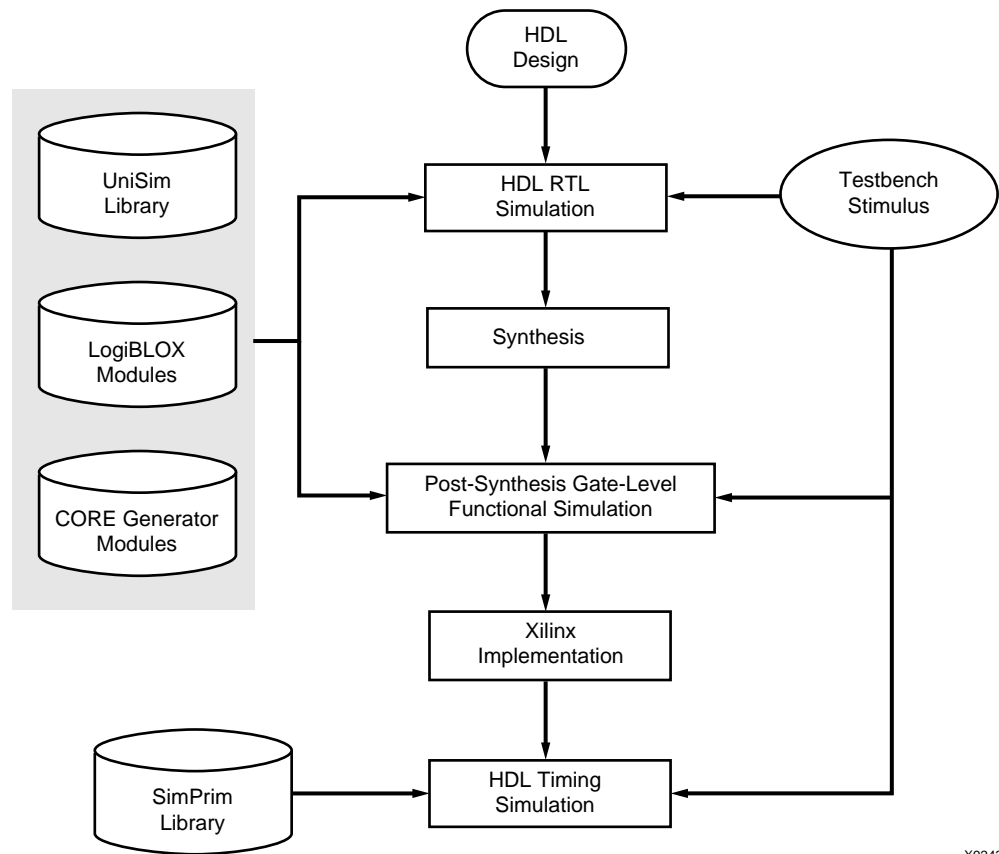 HDL
Design
UniSim
Library
HDL RTL
Simulation
Testbench
Stimulus
LogiBLOX
Modules
Synthesis
CORE Generator
Modules
Post-Synthesis Gate-Level
Functional Simulation
Xilinx
Implementation
SimPrim
Library
HDL Timing
Simulation